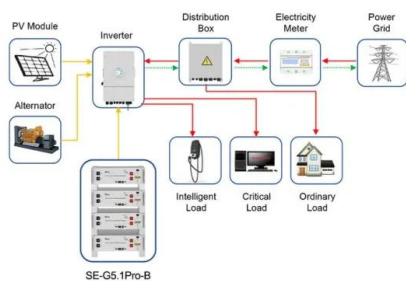 PV Module
Inverter
Distribution
Box
Electricity
Meter
Power
Grid
Alternator
Intelligent
Load
Critical
Load
Ordinary
Load
SE-G5.1Pro-B